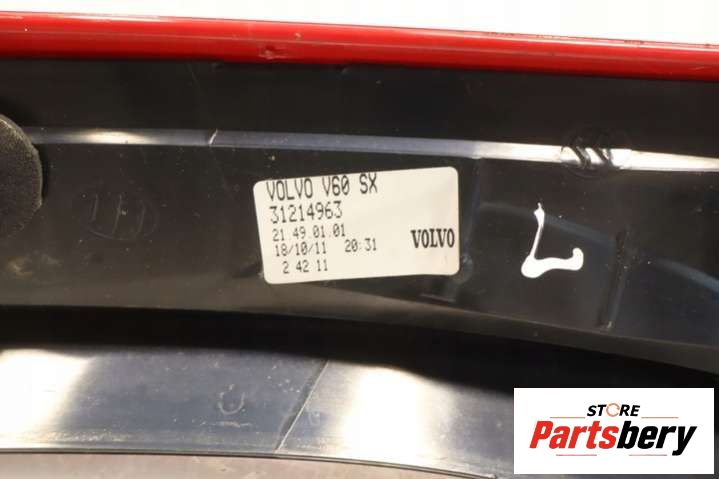 VOLVO V60 SX
31214963
21 49.01.01
18/10/11 20:31
2 42 11
VOLVO
L
STORE
Partsbery